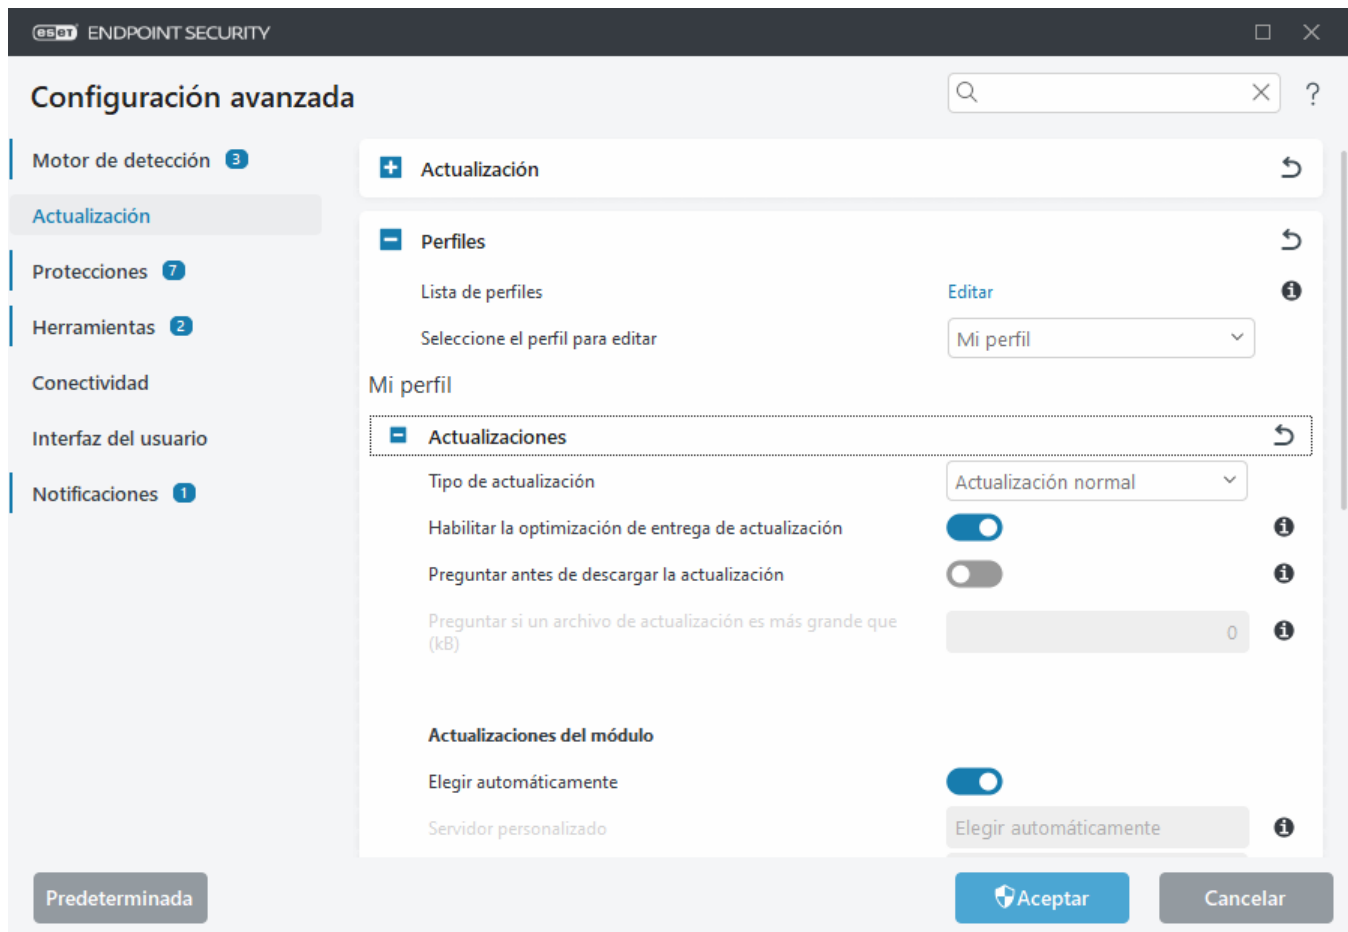 eset ENDPOINT SECURITY
Configuración avanzada
?
Motor de detección 3
Actualización
Protecciones 7
Herramientas 2
Conectividad
Interfaz del usuario
Notificaciones 1
Actualización
Perfiles
Lista de perfiles Editar
Seleccione el perfil para editar Mi perfil
Mi perfil
Actualizaciones
Tipo de actualización Actualización normal
Habilitar la optimización de entrega de actualización
Preguntar antes de descargar la actualización
Preguntar si un archivo de actualización es más grande que
(kB) 0
Actualizaciones del módulo
Elegir automáticamente
Servidor personalizado Elegir automáticamente
Predeterminada Aceptar Cancelar